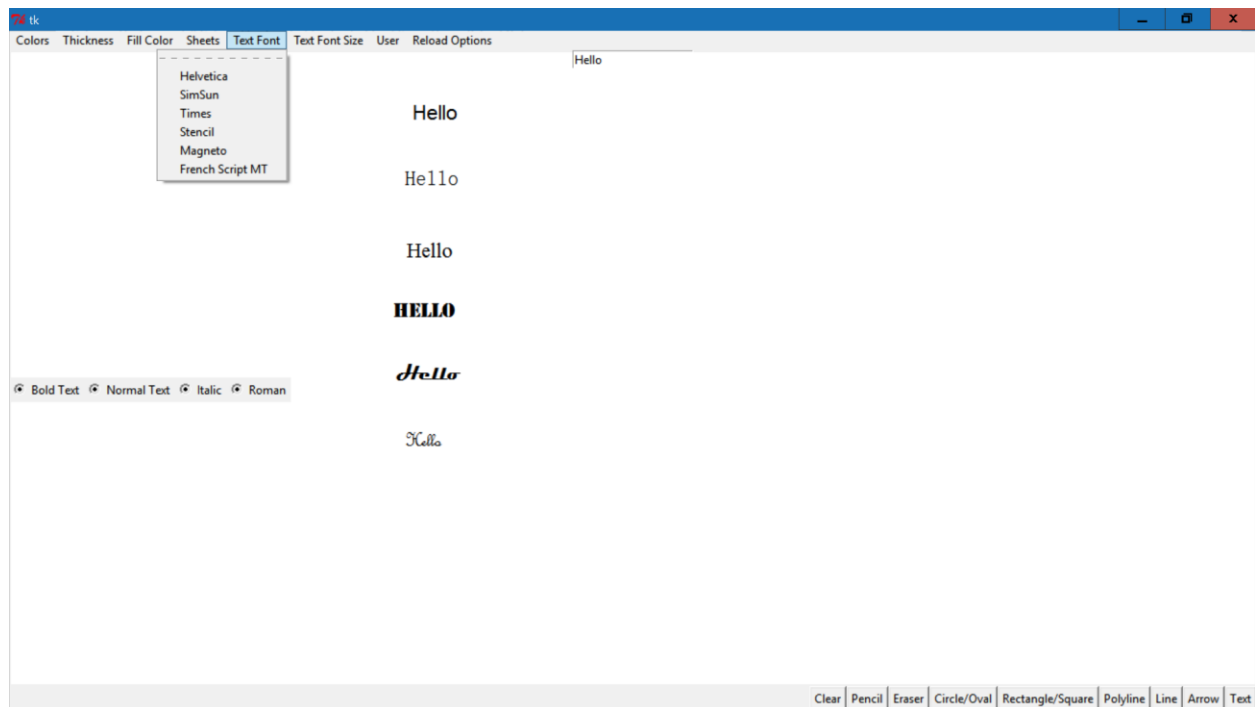 tk
Colors Thickness Fill Color Sheets Text Font Text Font Size User Reload Options
Hello
Helvetica
SimSun
Times
Stencil
Magneto
French Script MT
Hello
Hello
Hello
HELLO
Hello
Hello
Bold Text Normal Text Italic Roman
Clear Pencil Eraser Circle/Oval Rectangle/Square Polyline Line Arrow Text